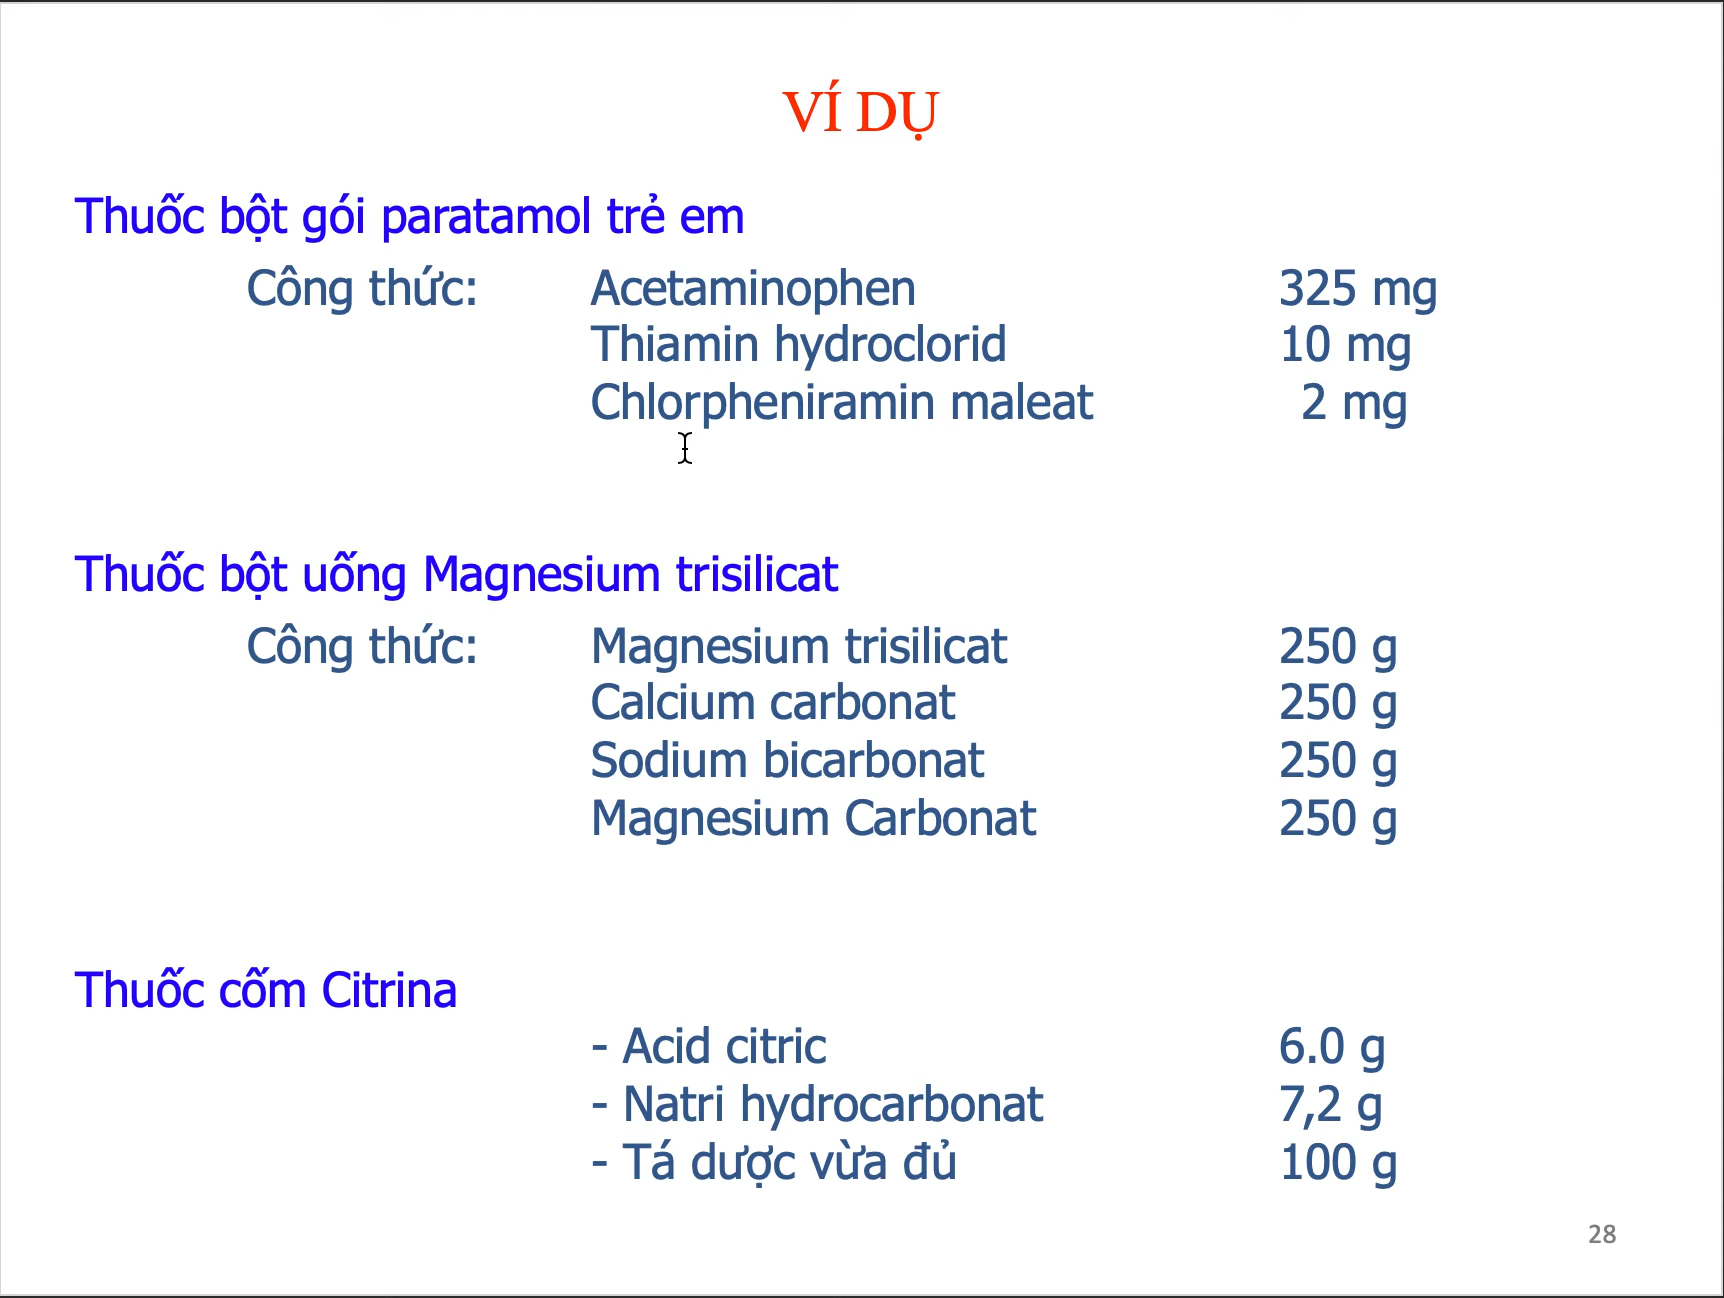 VÍ DỤ
Thuốc bột gói paratamol trẻ em
Công thức: Acetaminophen 325 mg
Thiamin hydroclorid 10 mg
Chlorpheniramin maleat 2 mg
Thuốc bột uống Magnesium trisilicat
Công thức: Magnesium trisilicat 250 g
Calcium carbonat 250 g
Sodium bicarbonat 250 g
Magnesium Carbonat 250 g
Thuốc cốm Citrina
- Acid citric 6.0 g
- Natri hydrocarbonat 7,2 g
- Tá dược vừa đủ 100 g
28